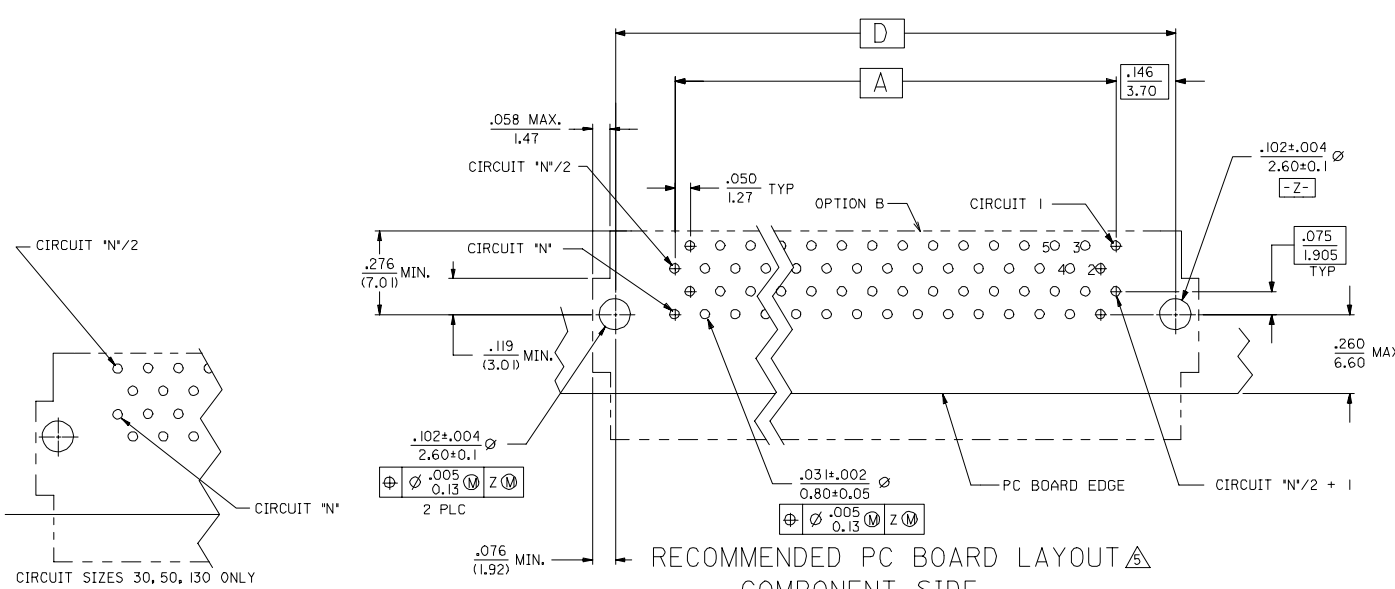 D
A
.146
3.70
.058 MAX.
1.47
CIRCUIT "N"/2
.050
1.27
TYP
OPTION B
CIRCUIT 1
.102±.004
2.60±0.1
Ø
-Z-
CIRCUIT "N"/2
CIRCUIT "N"
5 3
4 2
.075
1.905
TYP
.276
(7.01)
MIN.
.119
(3.01)
MIN.
.260
6.60
.102±.004
2.60±0.1
Ø
⌖ Ø .005 Ⓜ Z Ⓜ
0.13
2 PLC
.031±.002
0.80±0.05
Ø
⌖ Ø .005 Ⓜ Z Ⓜ
0.13
PC BOARD EDGE
CIRCUIT "N"/2 + 1
CIRCUIT "N"
.076
(1.92)
MIN.
RECOMMENDED PC BOARD LAYOUT 5
COMPONENT SIDE
CIRCUIT SIZES 30, 50, 130 ONLY